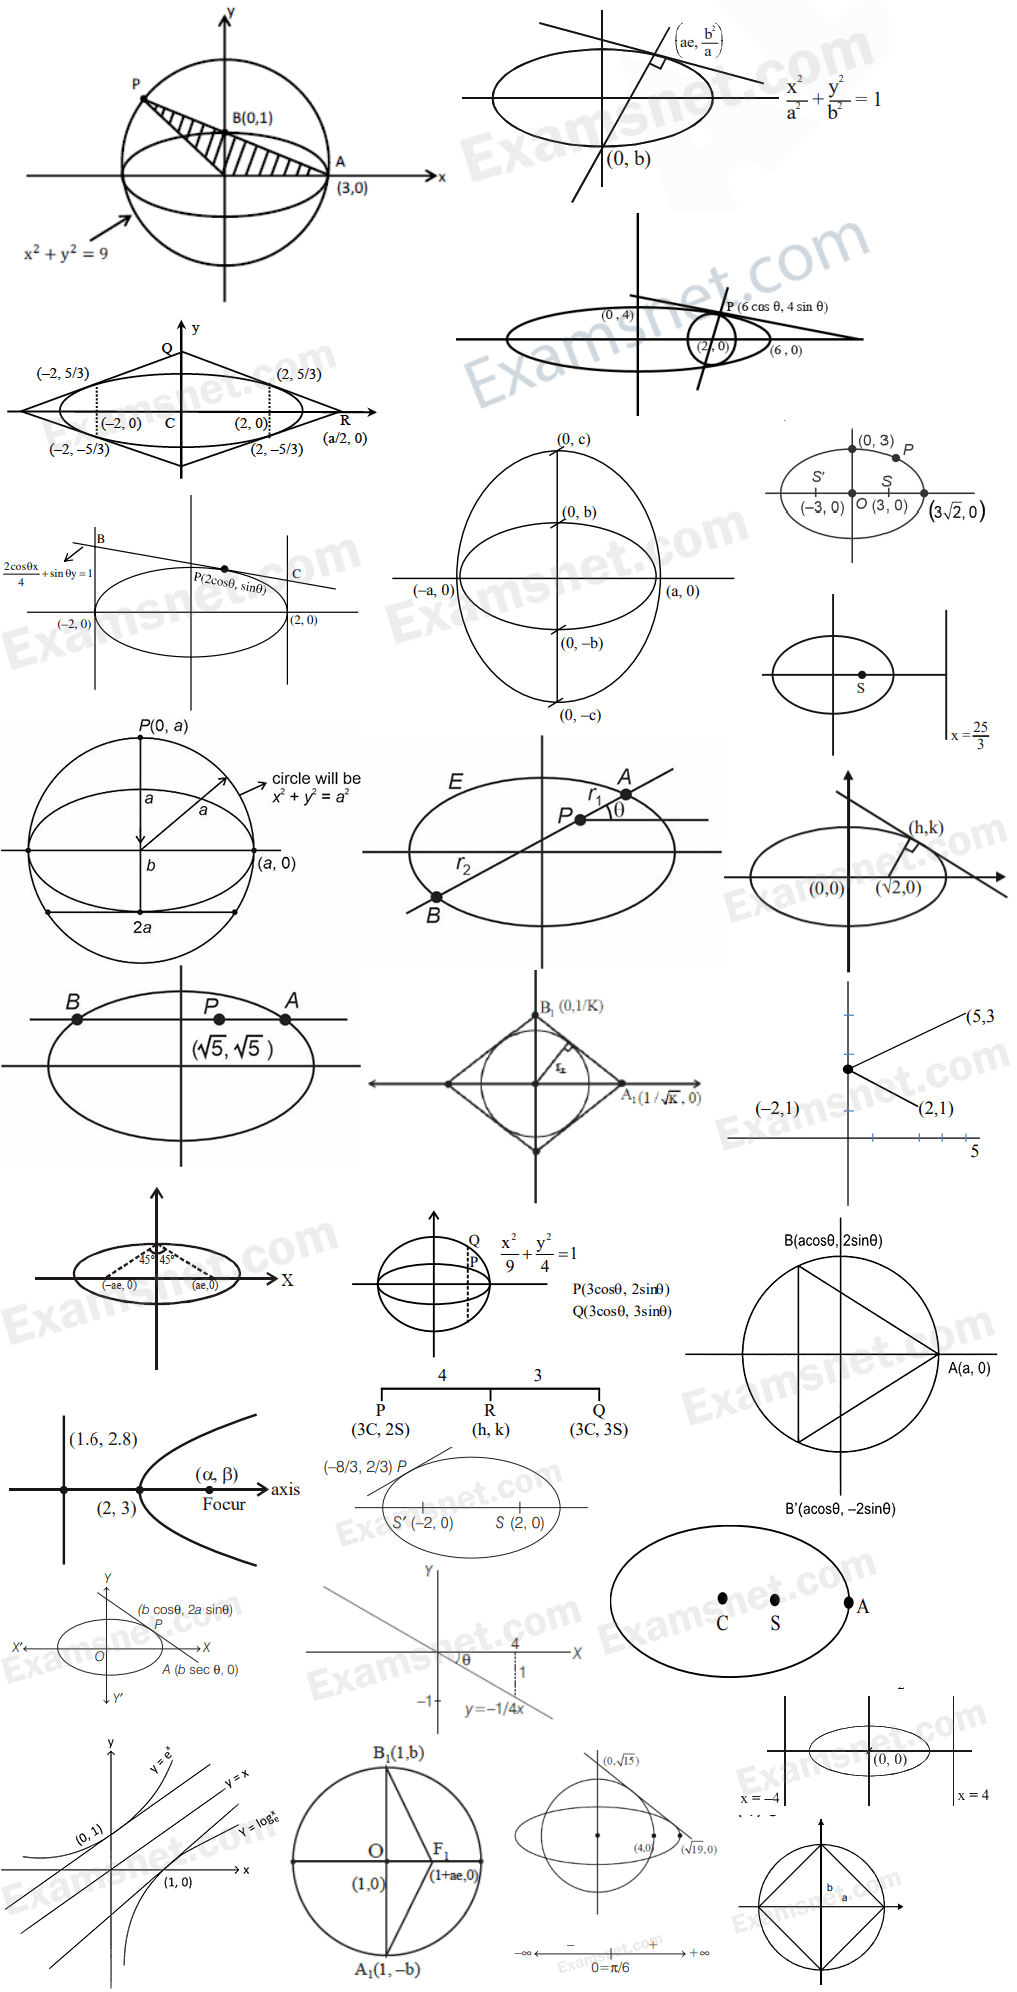 y
P
B(0,1)
A
x
(3,0)
x² + y² = 9
(ae, b²/a)
x²/a² + y²/b² = 1
(0, b)
P (6 cos θ, 4 sin θ)
(0 , 4)
(2, 0)
(6 , 0)
y
Q
(–2, 5/3)
(2, 5/3)
(–2, 0)
C
(2, 0)
R
(a/2, 0)
(–2, –5/3)
(2, –5/3)
(0, c)
(0, b)
(–a, 0)
(a, 0)
(0, –b)
(0, –c)
(0, 3)
P
S'
S
(–3, 0)
O
(3, 0)
(3√2, 0)
B
2cosθx/4 + sin θy = 1
P(2cosθ, sinθ)
C
(–2, 0)
(2, 0)
S
x = 25/3
P(0, a)
circle will be
x² + y² = a²
a
a
b
(a, 0)
2a
E
A
r₁
P
θ
r₂
B
(h,k)
(0,0)
(√2,0)
B
P
A
(√5, √5 )
B₁ (0,1/K)
A₁ (1/√K, 0)
(5,3
(–2,1)
(2,1)
5
45° 45°
(–ae, 0)
(ae,0)
X
Q
P
x²/9 + y²/4 = 1
P(3cosθ, 2sinθ)
Q(3cosθ, 3sinθ)
4
3
P
R
Q
(3C, 2S)
(h, k)
(3C, 3S)
B(acosθ, 2sinθ)
A(a, 0)
B'(acosθ, –2sinθ)
(1.6, 2.8)
(α, β)
axis
(2, 3)
Focur
(–8/3, 2/3) P
S' (–2, 0)
S (2, 0)
Y
(b cosθ, 2a sinθ)
P
X'
O
X
A (b sec θ, 0)
Y'
Y
4
X
θ
1
–1
y=–1/4x
C
S
A
(0, 0)
x = –4
x = 4
y
y = eˣ
y = x
(0, 1)
Y = logₑx
x
(1, 0)
B₁(1,b)
O
F₁
(1,0)
(1+ae,0)
A₁(1, –b)
(0,√15)
(4,0)
(√19,0)
–∞
–
+
+∞
0=π/6
b
a
Examsnet.com